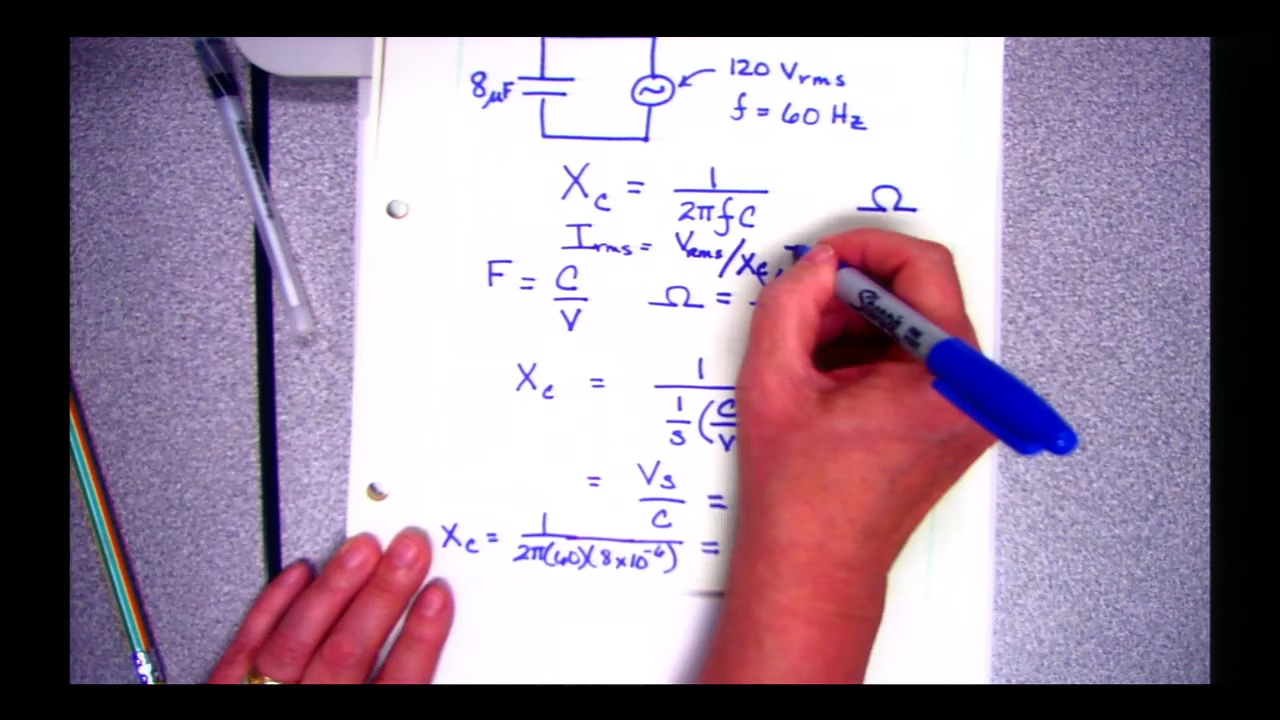 8μF
120 Vrms
f = 60 Hz
Xc = 1/2πfC Ω
Irms = Vrms/Xc,
F = C/V Ω =
Xc = 1/(1/s (C/V
= Vs/C =
Xc = 1/2π(60)(8×10⁻⁶) =
Sharpie